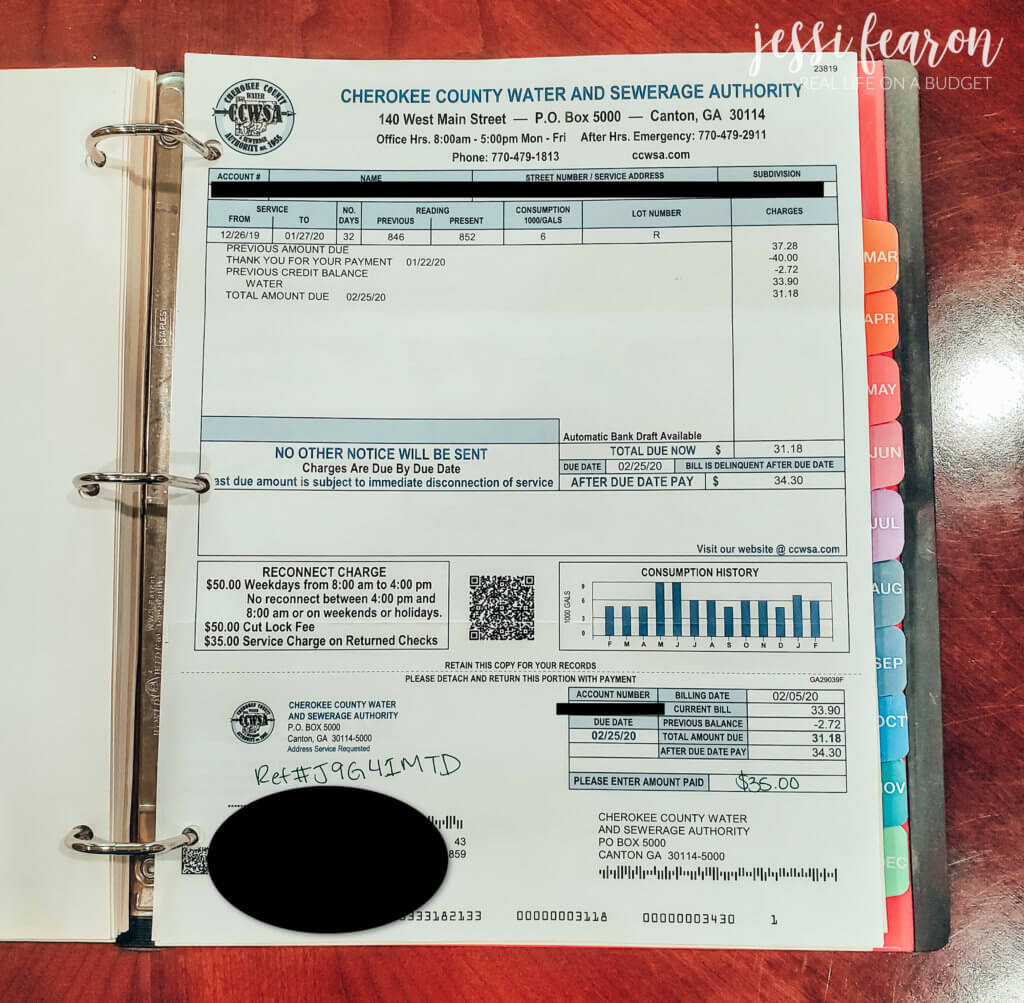 jessi fearon
REAL LIFE ON A BUDGET
23819
CHEROKEE COUNTY WATER AND SEWERAGE AUTHORITY
140 West Main Street — P.O. Box 5000 — Canton, GA 30114
Office Hrs. 8:00am - 5:00pm Mon - Fri After Hrs. Emergency: 770-479-2911
Phone: 770-479-1813 ccwsa.com
CHEROKEE COUNTY
WATER
CCWSA
& SEWERAGE
AUTHORITY
ACCOUNT # NAME STREET NUMBER / SERVICE ADDRESS SUBDIVISION
SERVICE NO. DAYS READING CONSUMPTION 1000/GALS LOT NUMBER CHARGES
FROM TO PREVIOUS PRESENT
12/26/19 01/27/20 32 846 852 6 R
PREVIOUS AMOUNT DUE 37.28
THANK YOU FOR YOUR PAYMENT 01/22/20 -40.00
PREVIOUS CREDIT BALANCE -2.72
WATER 33.90
TOTAL AMOUNT DUE 02/25/20 31.18
Automatic Bank Draft Available
NO OTHER NOTICE WILL BE SENT
Charges Are Due By Due Date
ast due amount is subject to immediate disconnection of service
TOTAL DUE NOW $ 31.18
DUE DATE 02/25/20 BILL IS DELINQUENT AFTER DUE DATE
AFTER DUE DATE PAY $ 34.30
Visit our website @ ccwsa.com
RECONNECT CHARGE
$50.00 Weekdays from 8:00 am to 4:00 pm
No reconnect between 4:00 pm and
8:00 am or on weekends or holidays.
$50.00 Cut Lock Fee
$35.00 Service Charge on Returned Checks
CONSUMPTION HISTORY
1000 GALS
9
6
3
0
F M A M J J A S O N D J F
RETAIN THIS COPY FOR YOUR RECORDS
PLEASE DETACH AND RETURN THIS PORTION WITH PAYMENT
GA29039F
CCWSA
CHEROKEE COUNTY WATER
AND SEWERAGE AUTHORITY
P.O. BOX 5000
Canton, GA 30114-5000
Address Service Requested
Ref#J9G41MTD
ACCOUNT NUMBER BILLING DATE 02/05/20
CURRENT BILL 33.90
DUE DATE PREVIOUS BALANCE -2.72
02/25/20 TOTAL AMOUNT DUE 31.18
AFTER DUE DATE PAY 34.30
PLEASE ENTER AMOUNT PAID $35.00
43
859
CHEROKEE COUNTY WATER
AND SEWERAGE AUTHORITY
PO BOX 5000
CANTON GA 30114-5000
333182133 00000003118 00000003430 1
STAPLES
MAR
APR
MAY
JUN
JUL
AUG
SEP
OCT
OV
EC